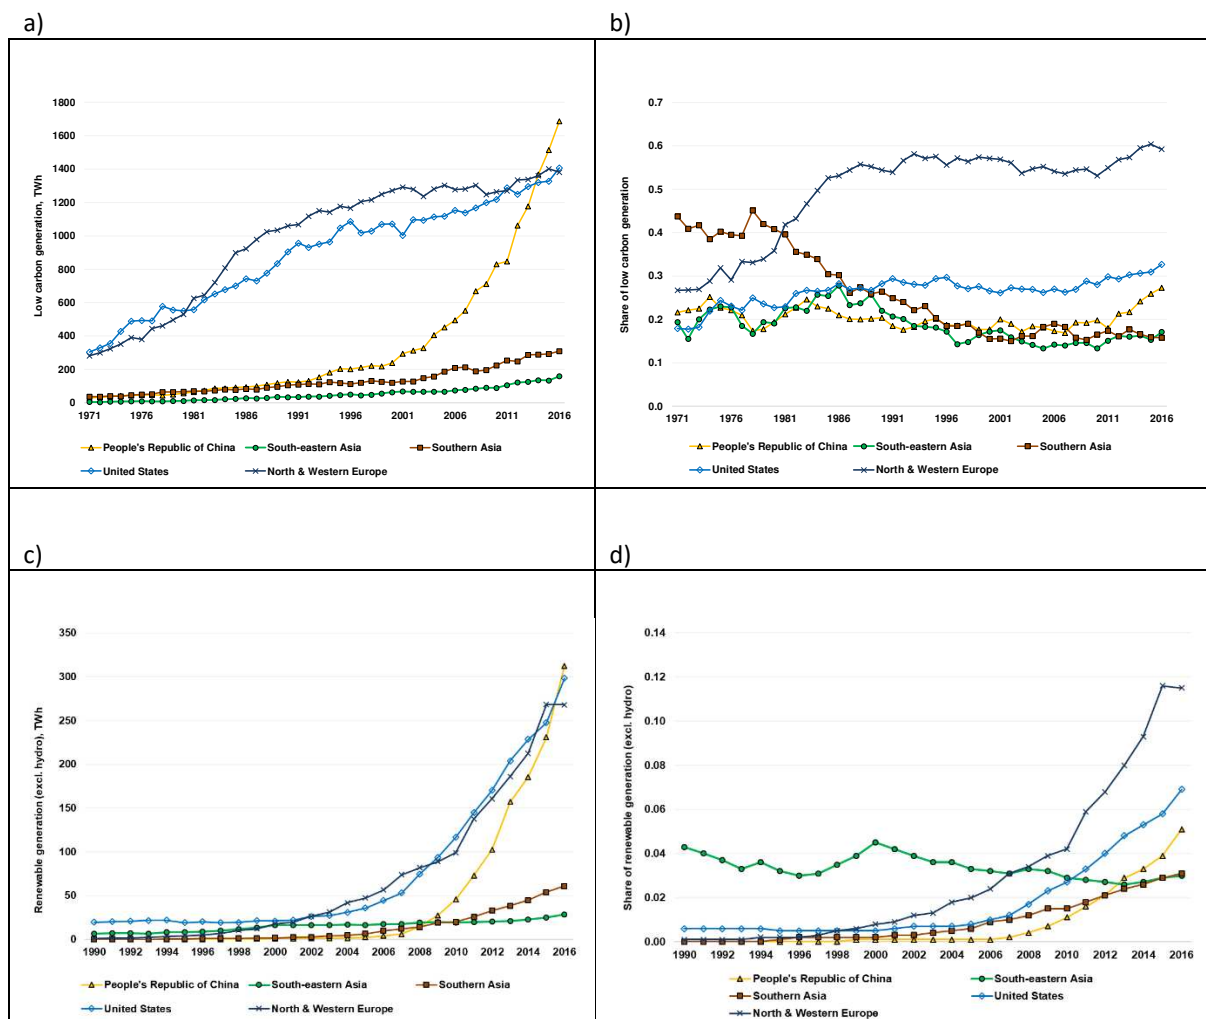 a)
b)
Low carbon generation, TWh
1800
1600
1400
1200
1000
800
600
400
200
0
1971 1976 1981 1986 1991 1996 2001 2006 2011 2016
People's Republic of China South-eastern Asia Southern Asia
United States North & Western Europe
Share of low carbon generation
0.7
0.6
0.5
0.4
0.3
0.2
0.1
0.0
1971 1976 1981 1986 1991 1996 2001 2006 2011 2016
People's Republic of China South-eastern Asia Southern Asia
United States North & Western Europe
c)
d)
Renewable generation (excl. hydro), TWh
350
300
250
200
150
100
50
0
1990 1992 1994 1996 1998 2000 2002 2004 2006 2008 2010 2012 2014 2016
People's Republic of China South-eastern Asia Southern Asia
United States North & Western Europe
Share of renewable generation (excl. hydro)
0.14
0.12
0.10
0.08
0.06
0.04
0.02
0.00
1990 1992 1994 1996 1998 2000 2002 2004 2006 2008 2010 2012 2014 2016
People's Republic of China South-eastern Asia
Southern Asia United States
North & Western Europe